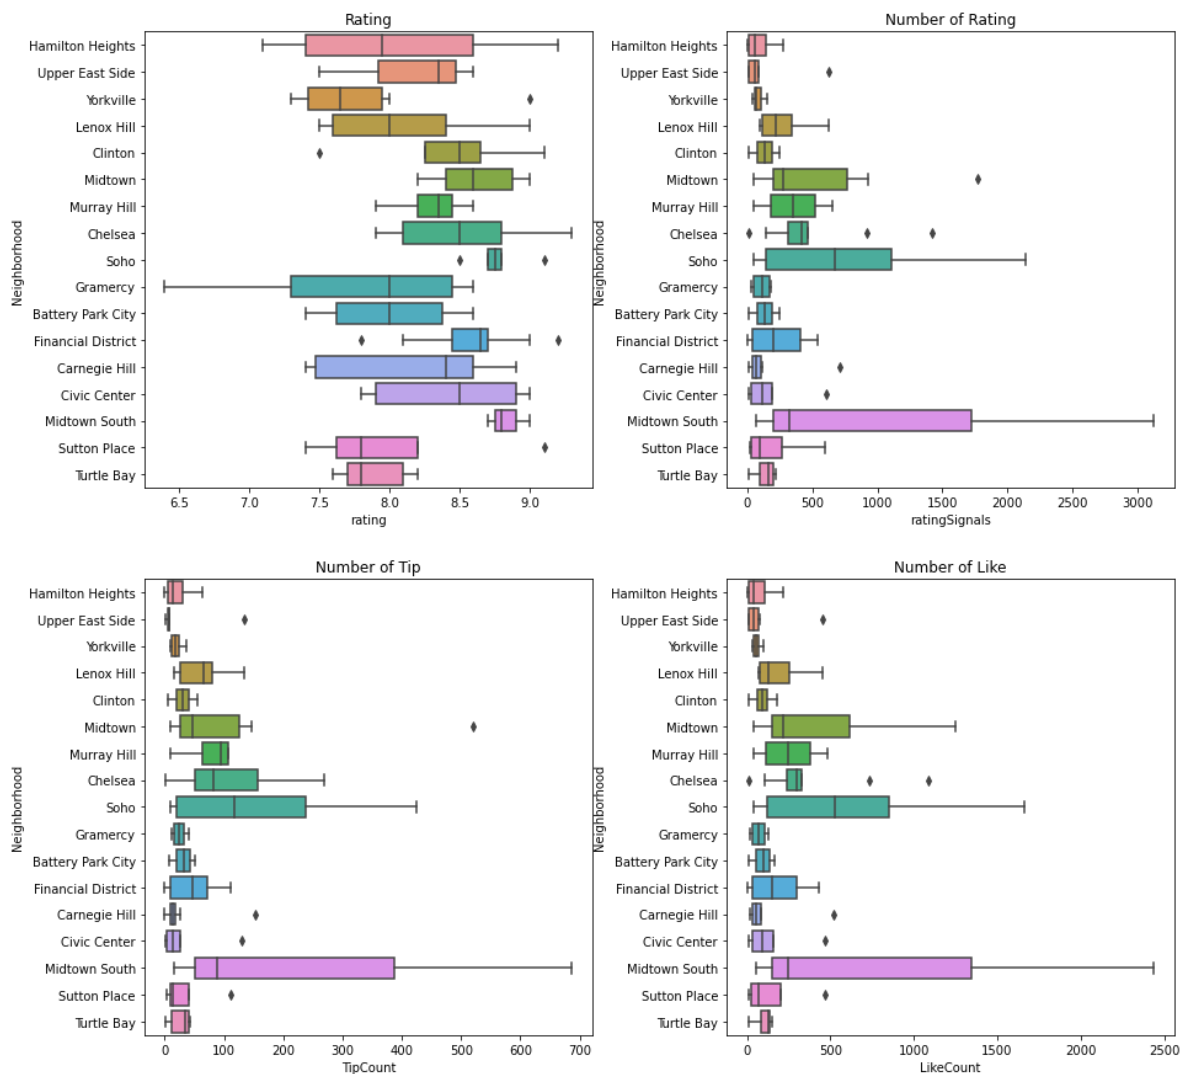 Rating
Hamilton Heights
Upper East Side
Yorkville
Lenox Hill
Clinton
Midtown
Murray Hill
Chelsea
Soho
Gramercy
Battery Park City
Financial District
Carnegie Hill
Civic Center
Midtown South
Sutton Place
Turtle Bay
Neighborhood
6.5 7.0 7.5 8.0 8.5 9.0
rating
Number of Rating
Hamilton Heights
Upper East Side
Yorkville
Lenox Hill
Clinton
Midtown
Murray Hill
Chelsea
Soho
Gramercy
Battery Park City
Financial District
Carnegie Hill
Civic Center
Midtown South
Sutton Place
Turtle Bay
Neighborhood
0 500 1000 1500 2000 2500 3000
ratingSignals
Number of Tip
Hamilton Heights
Upper East Side
Yorkville
Lenox Hill
Clinton
Midtown
Murray Hill
Chelsea
Soho
Gramercy
Battery Park City
Financial District
Carnegie Hill
Civic Center
Midtown South
Sutton Place
Turtle Bay
Neighborhood
0 100 200 300 400 500 600 700
TipCount
Number of Like
Hamilton Heights
Upper East Side
Yorkville
Lenox Hill
Clinton
Midtown
Murray Hill
Chelsea
Soho
Gramercy
Battery Park City
Financial District
Carnegie Hill
Civic Center
Midtown South
Sutton Place
Turtle Bay
Neighborhood
0 500 1000 1500 2000 2500
LikeCount